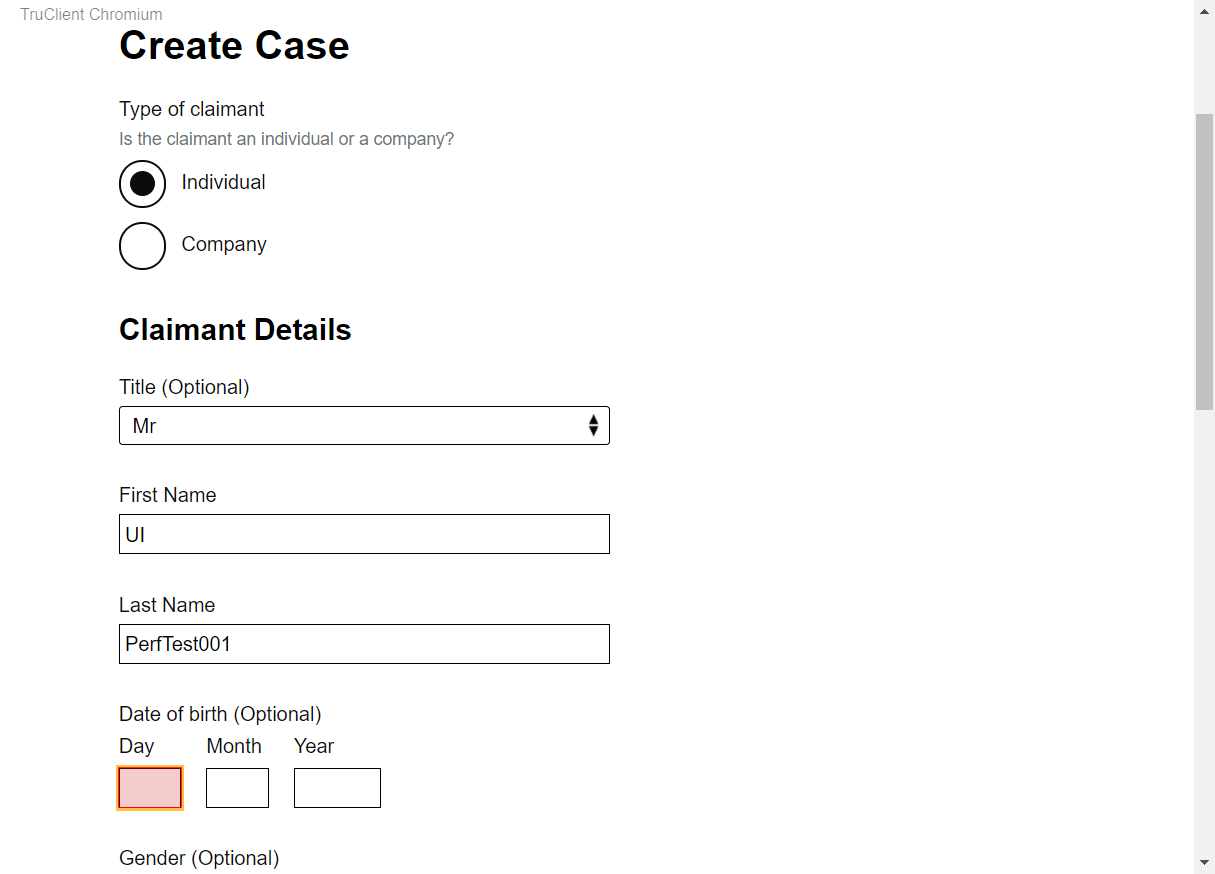 TruClient Chromium
Create Case
Type of claimant
Is the claimant an individual or a company?
Individual
Company
Claimant Details
Title (Optional)
Mr
First Name
UI
Last Name
PerfTest001
Date of birth (Optional)
Day Month Year
Gender (Optional)